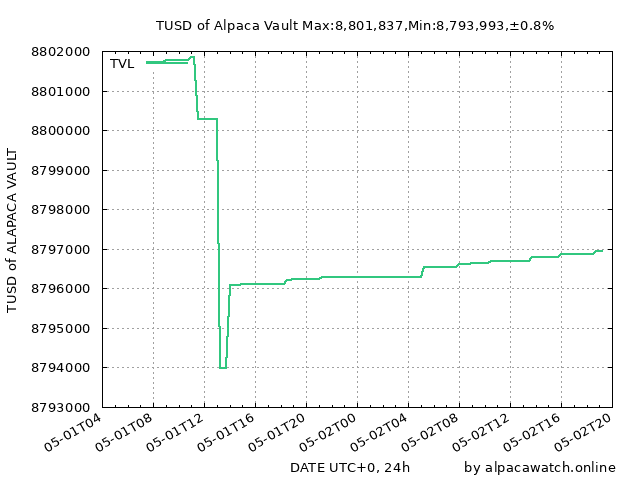 TUSD of Alpaca Vault Max:8,801,837,Min:8,793,993,±0.8%
TVL
TUSD of ALAPACA VAULT
8802000
8801000
8800000
8799000
8798000
8797000
8796000
8795000
8794000
8793000
05-01T04
05-01T08
05-01T12
05-01T16
05-01T20
05-02T00
05-02T04
05-02T08
05-02T12
05-02T16
05-02T20
DATE UTC+0, 24h
by alpacawatch.online